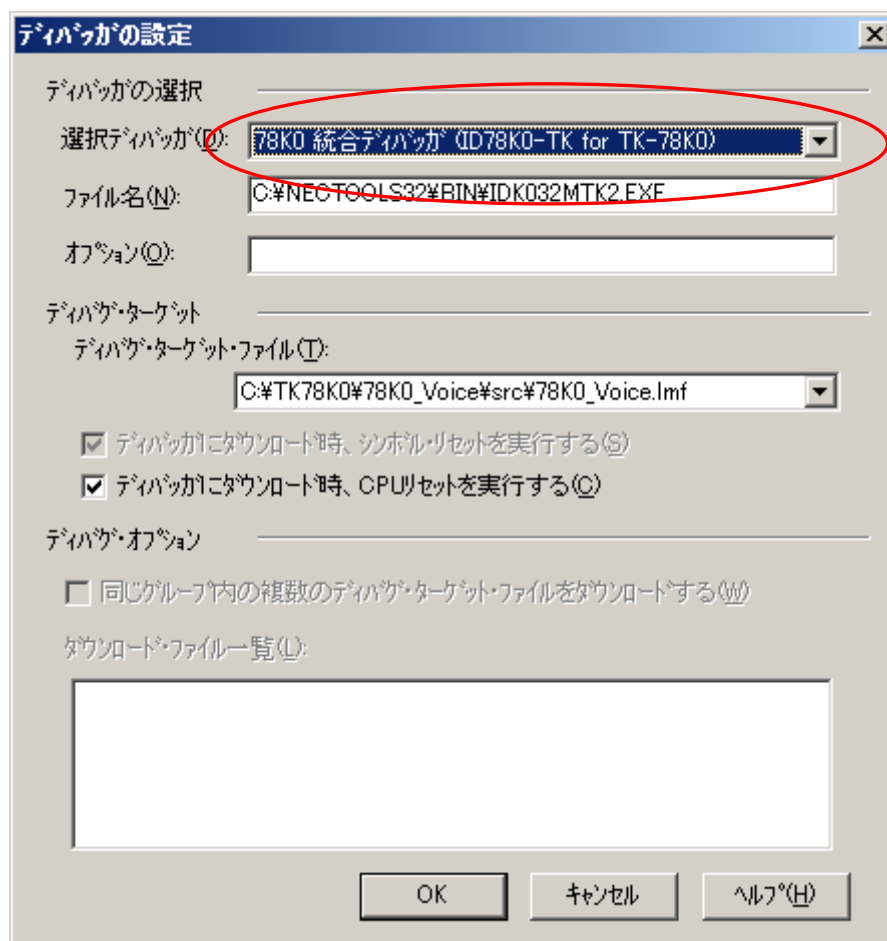 ﾃﾞｨﾊﾞｯｶﾞの設定
ﾃﾞｨﾊﾞｯｶﾞの選択
選択ﾃﾞｨﾊﾞｯｶﾞ(D): 78K0 統合ﾃﾞｨﾊﾞｯｶﾞ (ID78K0-TK for TK-78K0)
ﾌｧｲﾙ名(N): C:¥NECTOOLS32¥BIN¥IDK032MTK2.EXE
ｵﾌﾟｼｮﾝ(O):
ﾃﾞｨﾊﾞｸﾞ･ﾀｰｹﾞｯﾄ
ﾃﾞｨﾊﾞｸﾞ･ﾀｰｹﾞｯﾄ･ﾌｧｲﾙ(T):
C:¥TK78K0¥78K0_Voice¥src¥78K0_Voice.lmf
ﾃﾞｨﾊﾞｯｶﾞにﾀﾞｳﾝﾛｰﾄﾞ時、ｼﾝﾎﾞﾙ･ﾘｾｯﾄを実行する(S)
ﾃﾞｨﾊﾞｯｶﾞにﾀﾞｳﾝﾛｰﾄﾞ時、CPUﾘｾｯﾄを実行する(C)
ﾃﾞｨﾊﾞｸﾞ･ｵﾌﾟｼｮﾝ
同じｸﾞﾙｰﾌﾟ内の複数のﾃﾞｨﾊﾞｸﾞ･ﾀｰｹﾞｯﾄ･ﾌｧｲﾙをﾀﾞｳﾝﾛｰﾄﾞする(W)
ﾀﾞｳﾝﾛｰﾄﾞ･ﾌｧｲﾙ一覧(L):
OK ｷｬﾝｾﾙ ﾍﾙﾌﾟ(H)